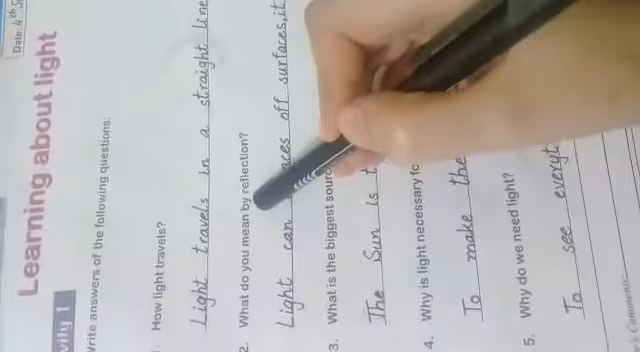 Date: 4th
Learning about light
vity 1
Write answers of the following questions:
How light travels?
Light travels in a straight line
2. What do you mean by reflection?
Light can nces off surfaces, it
3. What is the biggest sourc
The Sun is t
4. Why is light necessary fo
To make the
5. Why do we need light?
To see everyt
's Comments: